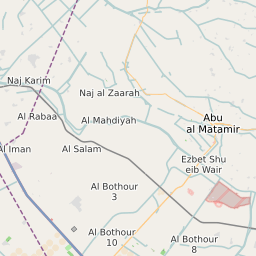 Naj Karim
Naj al Zaarah
Al Rabaa
Al Mahdiyah
Abu
al Matamir
Al Iman
Al Salam
Ezbet Shu
eib Wair
Al Bothour
3
Al Bothour
10
Al Bothour
8